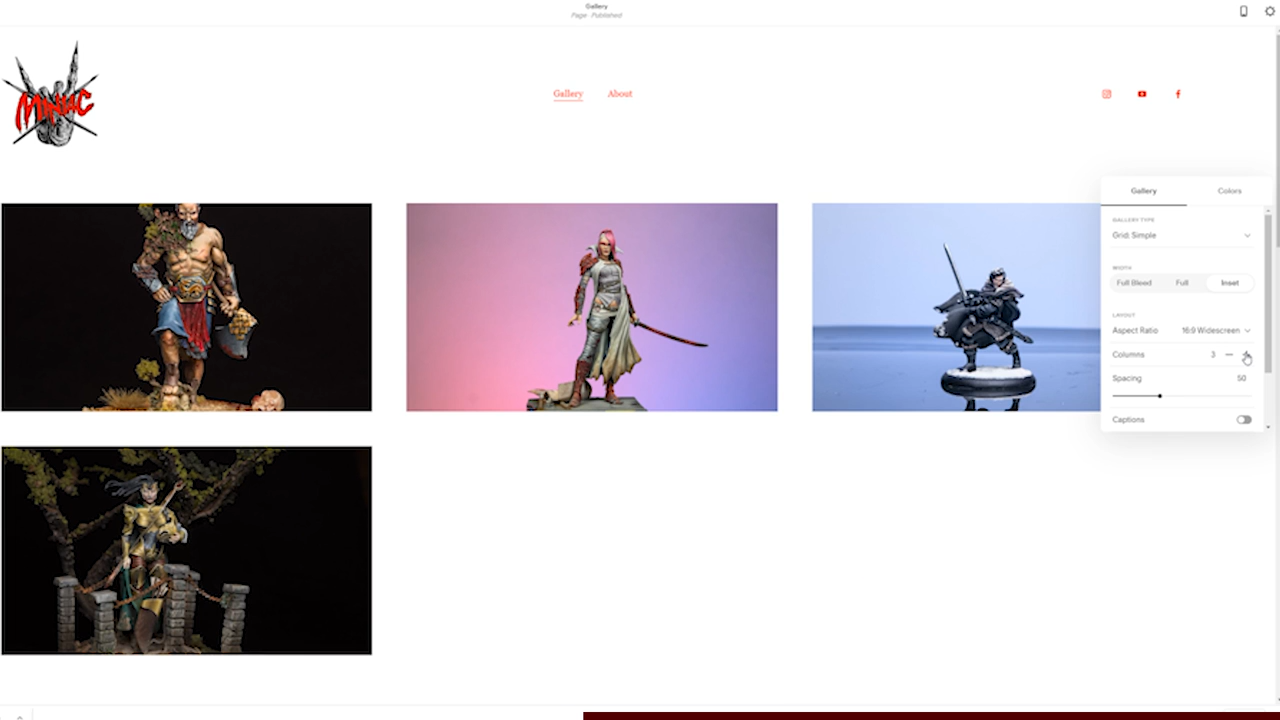 Gallery
Page · Published
MINIAC
Gallery About
Gallery Colors
GALLERY TYPE
Grid: Simple
WIDTH
Full Bleed Full Inset
LAYOUT
Aspect Ratio 16:9 Widescreen
Columns 3
Spacing 50
Captions